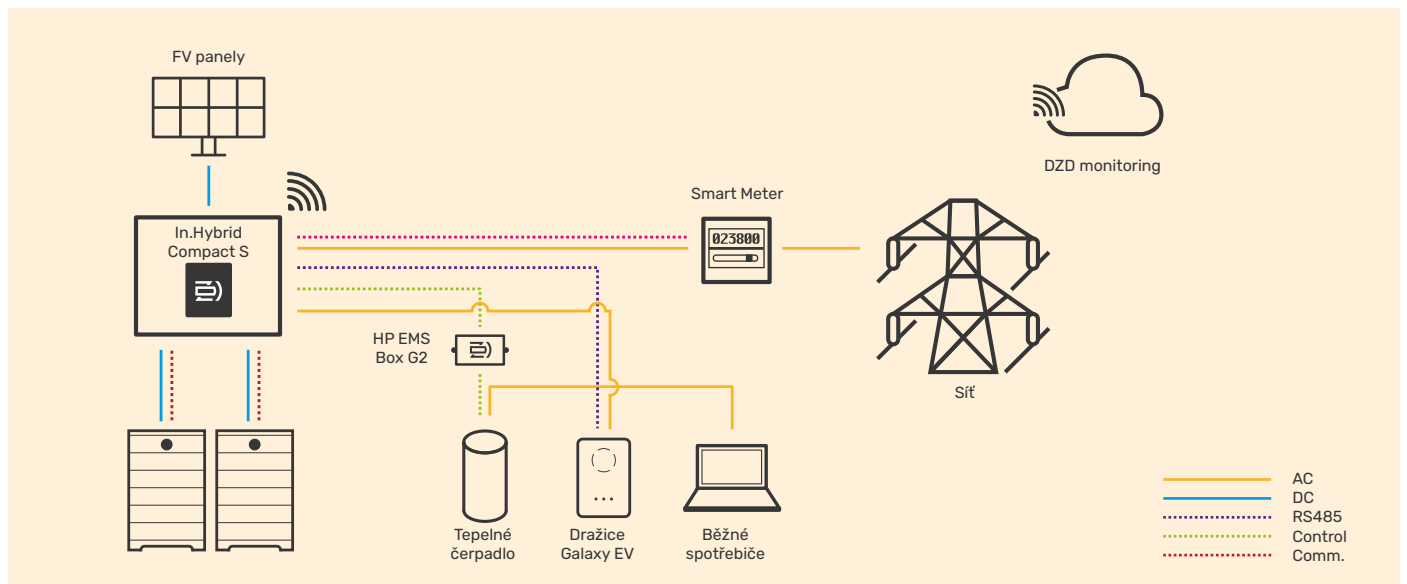 FV panely
DZD monitoring
Smart Meter
023800
In.Hybrid
Compact S
HP EMS
Box G2
Síť
Tepelné
čerpadlo
Dražice
Galaxy EV
Běžné
spotřebiče
AC
DC
RS485
Control
Comm.